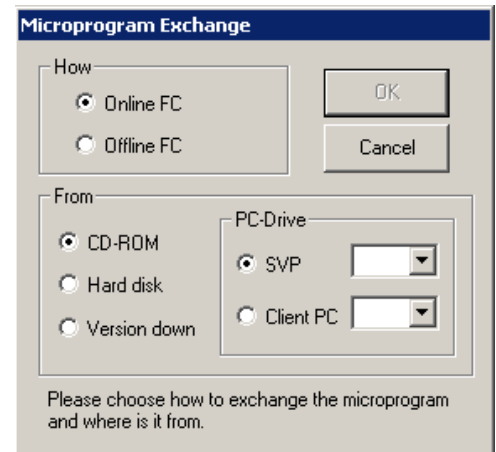 Microprogram Exchange
How
Online FC
Offline FC
OK
Cancel
From
CD-ROM
Hard disk
Version down
PC-Drive
SVP
Client PC
Please choose how to exchange the microprogram
and where is it from.